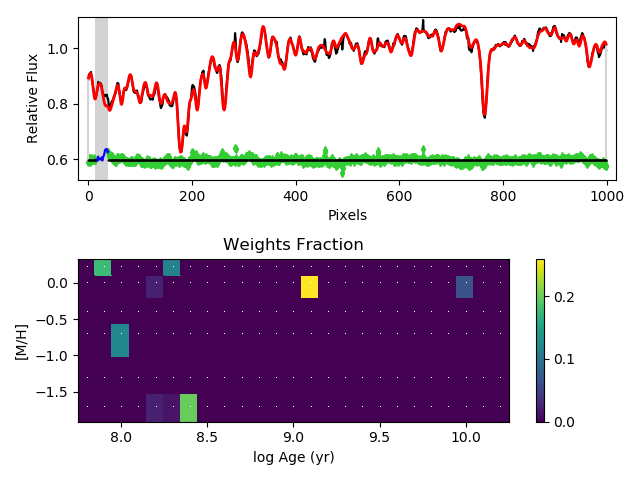 1.0
0.8
0.6
Relative Flux
0 200 400 600 800 1000
Pixels
Weights Fraction
0.0
−0.5
−1.0
−1.5
[M/H]
8.0 8.5 9.0 9.5 10.0
log Age (yr)
0.2
0.1
0.0